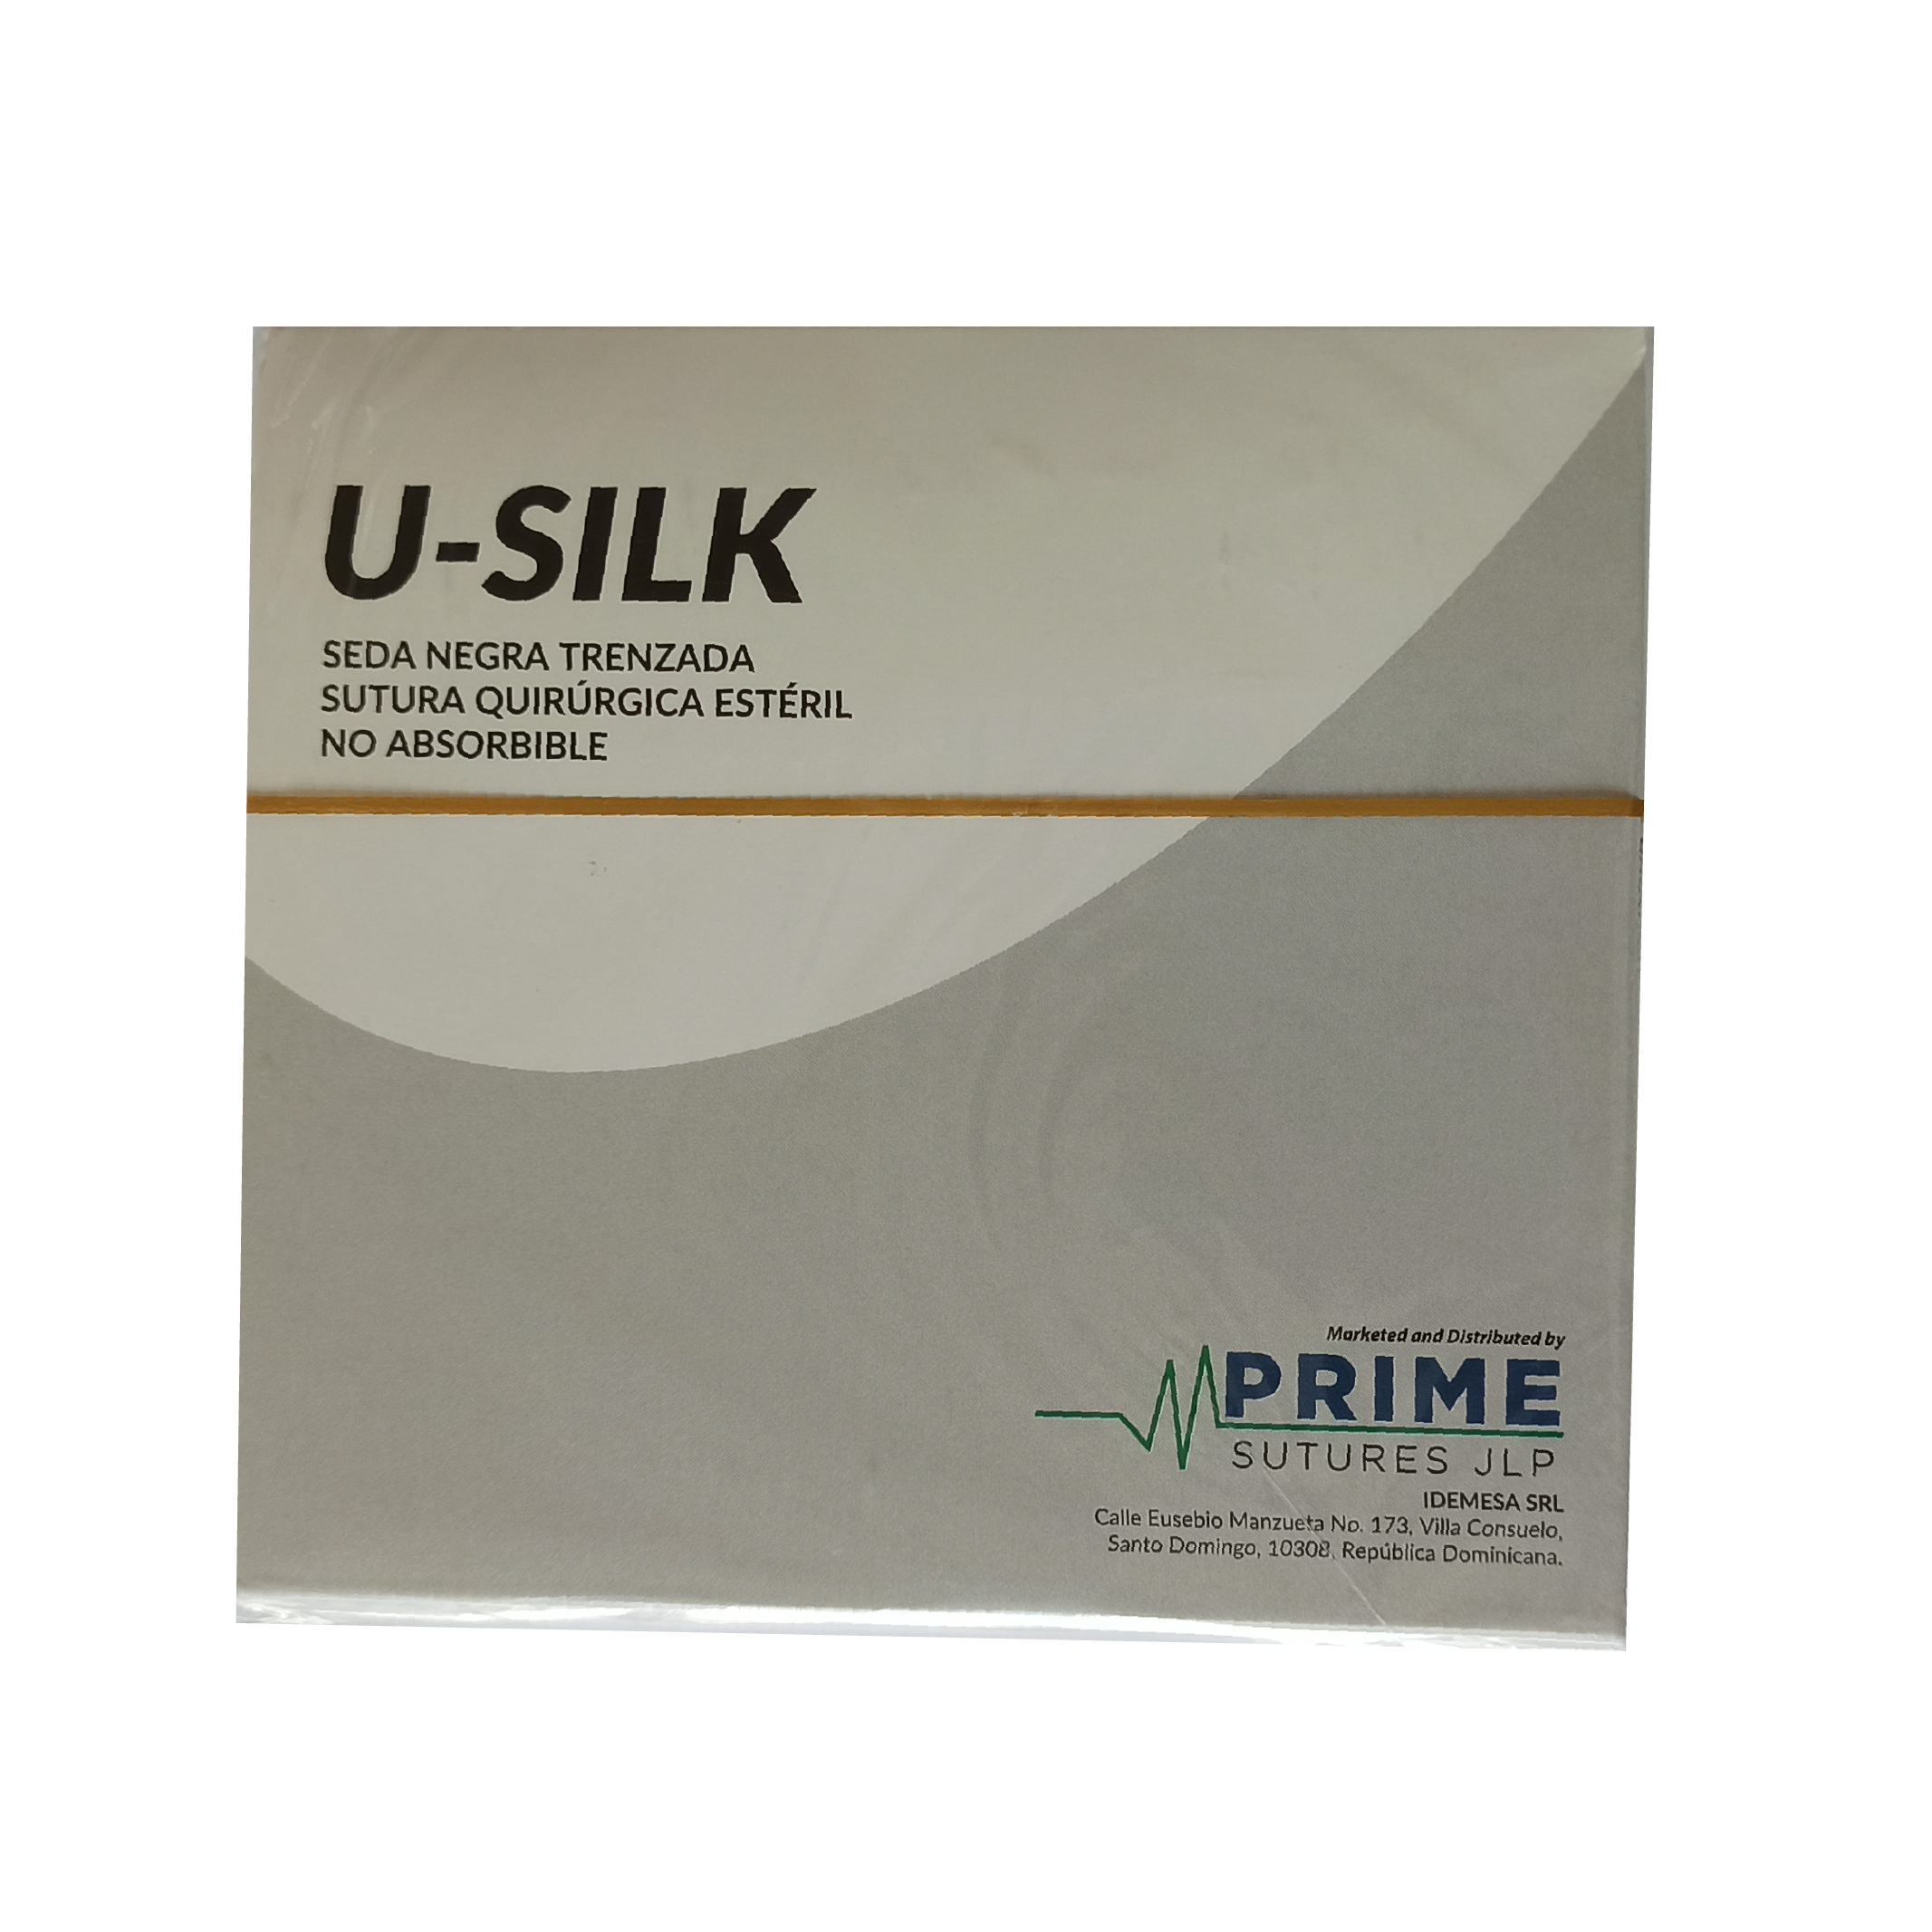 U-SILK
SEDA NEGRA TRENZADA
SUTURA QUIRÚRGICA ESTÉRIL
NO ABSORBIBLE
Marketed and Distributed by
PRIME
SUTURES JLP
IDEMESA SRL
Calle Eusebio Manzueta No. 173, Villa Consuelo,
Santo Domingo, 10308, República Dominicana.